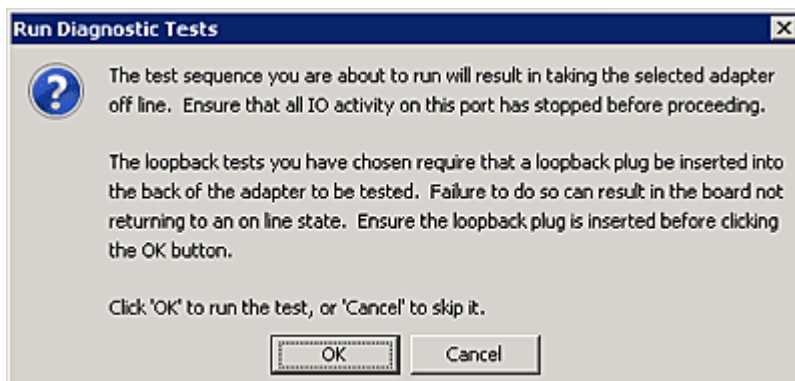 Run Diagnostic Tests
The test sequence you are about to run will result in taking the selected adapter
off line. Ensure that all IO activity on this port has stopped before proceeding.
The loopback tests you have chosen require that a loopback plug be inserted into
the back of the adapter to be tested. Failure to do so can result in the board not
returning to an on line state. Ensure the loopback plug is inserted before clicking
the OK button.
Click 'OK' to run the test, or 'Cancel' to skip it.
OK
Cancel